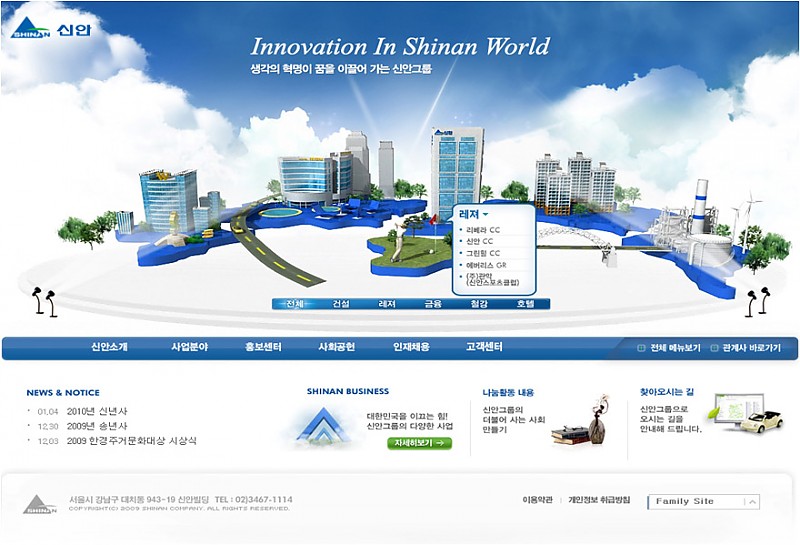 SHINAN 신안
Innovation In Shinan World
생각의 혁명이 꿈을 이끌어 가는 신안그룹
신안
레져
리베라 CC
신안 CC
그린힐 CC
에버리스 GR
(주)관악
(신안스포츠클럽)
전체 건설 레져 금융 철강 호텔
신안소개 사업분야 홍보센터 사회공헌 인재채용 고객센터 전체 메뉴보기 관계사 바로가기
NEWS & NOTICE
01.04 2010년 신년사
12.30 2009년 송년사
12.03 2009 한경주거문화대상 시상식
SHINAN BUSINESS
대한민국을 이끄는 힘!
신안그룹의 다양한 사업
자세히보기
나눔활동 내용
신안그룹의
더불어 사는 사회
만들기
찾아오시는 길
신안그룹으로
오시는 길을
안내해 드립니다.
SHINAN
서울시 강남구 대치동 943-19 신안빌딩 TEL : 02)3467-1114
COPYRIGHT(C) 2009 SHINAN COMPANY. ALL RIGHTS RESERVED.
이용약관 개인정보 취급방침
Family Site